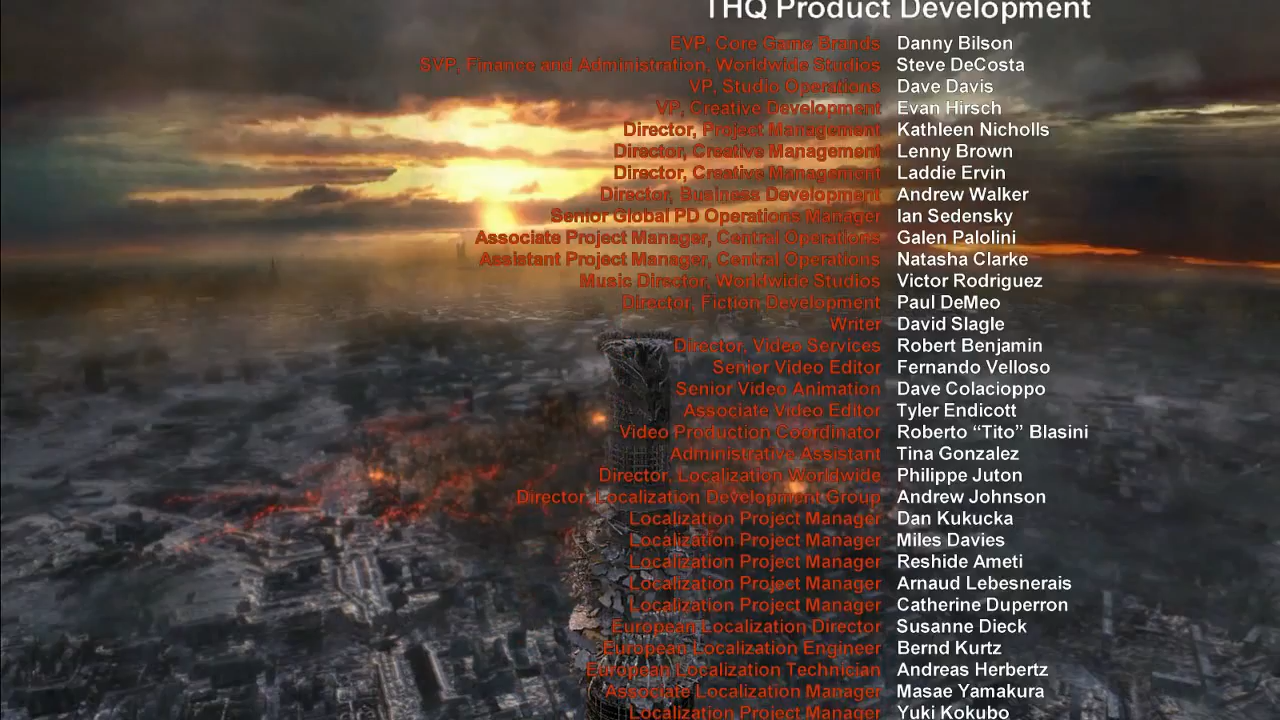 THQ Product Development
EVP, Core Game Brands Danny Bilson
SVP, Finance and Administration, Worldwide Studios Steve DeCosta
VP, Studio Operations Dave Davis
VP, Creative Development Evan Hirsch
Director, Project Management Kathleen Nicholls
Director, Creative Management Lenny Brown
Director, Creative Management Laddie Ervin
Director, Business Development Andrew Walker
Senior Global PD Operations Manager Ian Sedensky
Associate Project Manager, Central Operations Galen Palolini
Assistant Project Manager, Central Operations Natasha Clarke
Music Director, Worldwide Studios Victor Rodriguez
Director, Fiction Development Paul DeMeo
Writer David Slagle
Director, Video Services Robert Benjamin
Senior Video Editor Fernando Velloso
Senior Video Animation Dave Colacioppo
Associate Video Editor Tyler Endicott
Video Production Coordinator Roberto “Tito” Blasini
Administrative Assistant Tina Gonzalez
Director, Localization Worldwide Philippe Juton
Director, Localization Development Group Andrew Johnson
Localization Project Manager Dan Kukucka
Localization Project Manager Miles Davies
Localization Project Manager Reshide Ameti
Localization Project Manager Arnaud Lebesnerais
Localization Project Manager Catherine Duperron
European Localization Director Susanne Dieck
European Localization Engineer Bernd Kurtz
European Localization Technician Andreas Herbertz
Associate Localization Manager Masae Yamakura
Localization Project Manager Yuki Kokubo